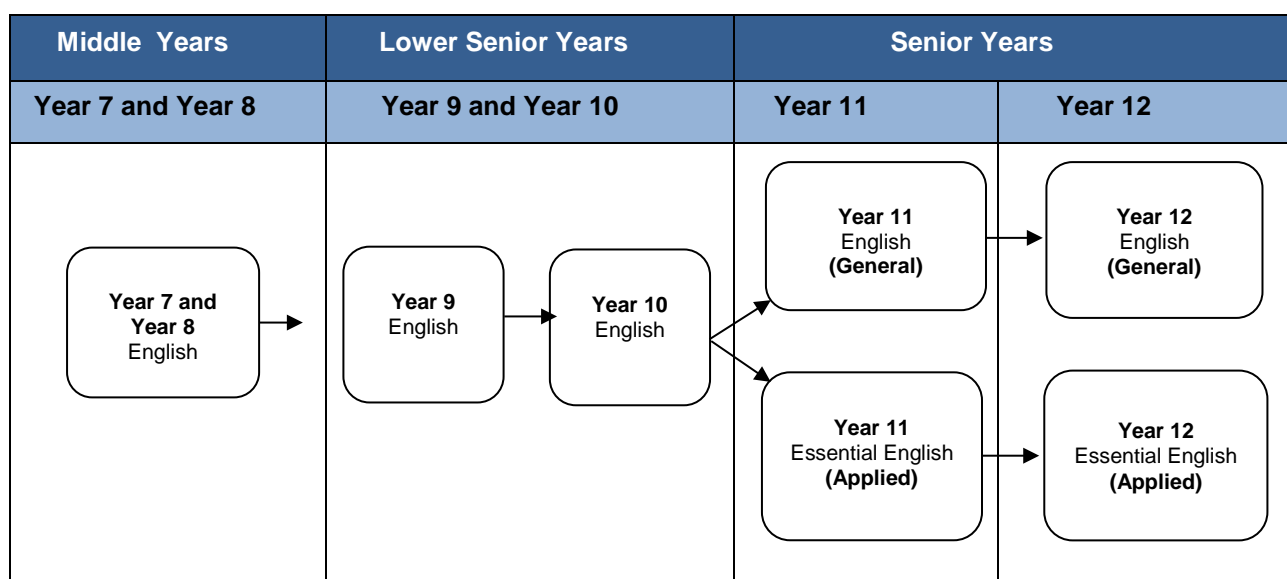 Middle Years
Lower Senior Years
Senior Years
Year 7 and Year 8
Year 9 and Year 10
Year 11
Year 12
Year 7 and
Year 8
English
Year 9
English
Year 10
English
Year 11
English
(General)
Year 12
English
(General)
Year 11
Essential English
(Applied)
Year 12
Essential English
(Applied)